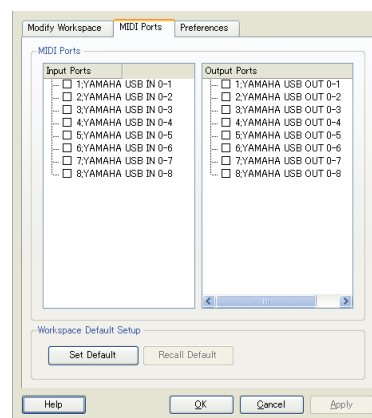 Modify Workspace MIDI Ports Preferences
MIDI Ports
Input Ports
1;YAMAHA USB IN 0-1
2;YAMAHA USB IN 0-2
3;YAMAHA USB IN 0-3
4;YAMAHA USB IN 0-4
5;YAMAHA USB IN 0-5
6;YAMAHA USB IN 0-6
7;YAMAHA USB IN 0-7
8;YAMAHA USB IN 0-8
Output Ports
1;YAMAHA USB OUT 0-1
2;YAMAHA USB OUT 0-2
3;YAMAHA USB OUT 0-3
4;YAMAHA USB OUT 0-4
5;YAMAHA USB OUT 0-5
6;YAMAHA USB OUT 0-6
7;YAMAHA USB OUT 0-7
8;YAMAHA USB OUT 0-8
Workspace Default Setup
Set Default Recall Default
Help OK Cancel Apply